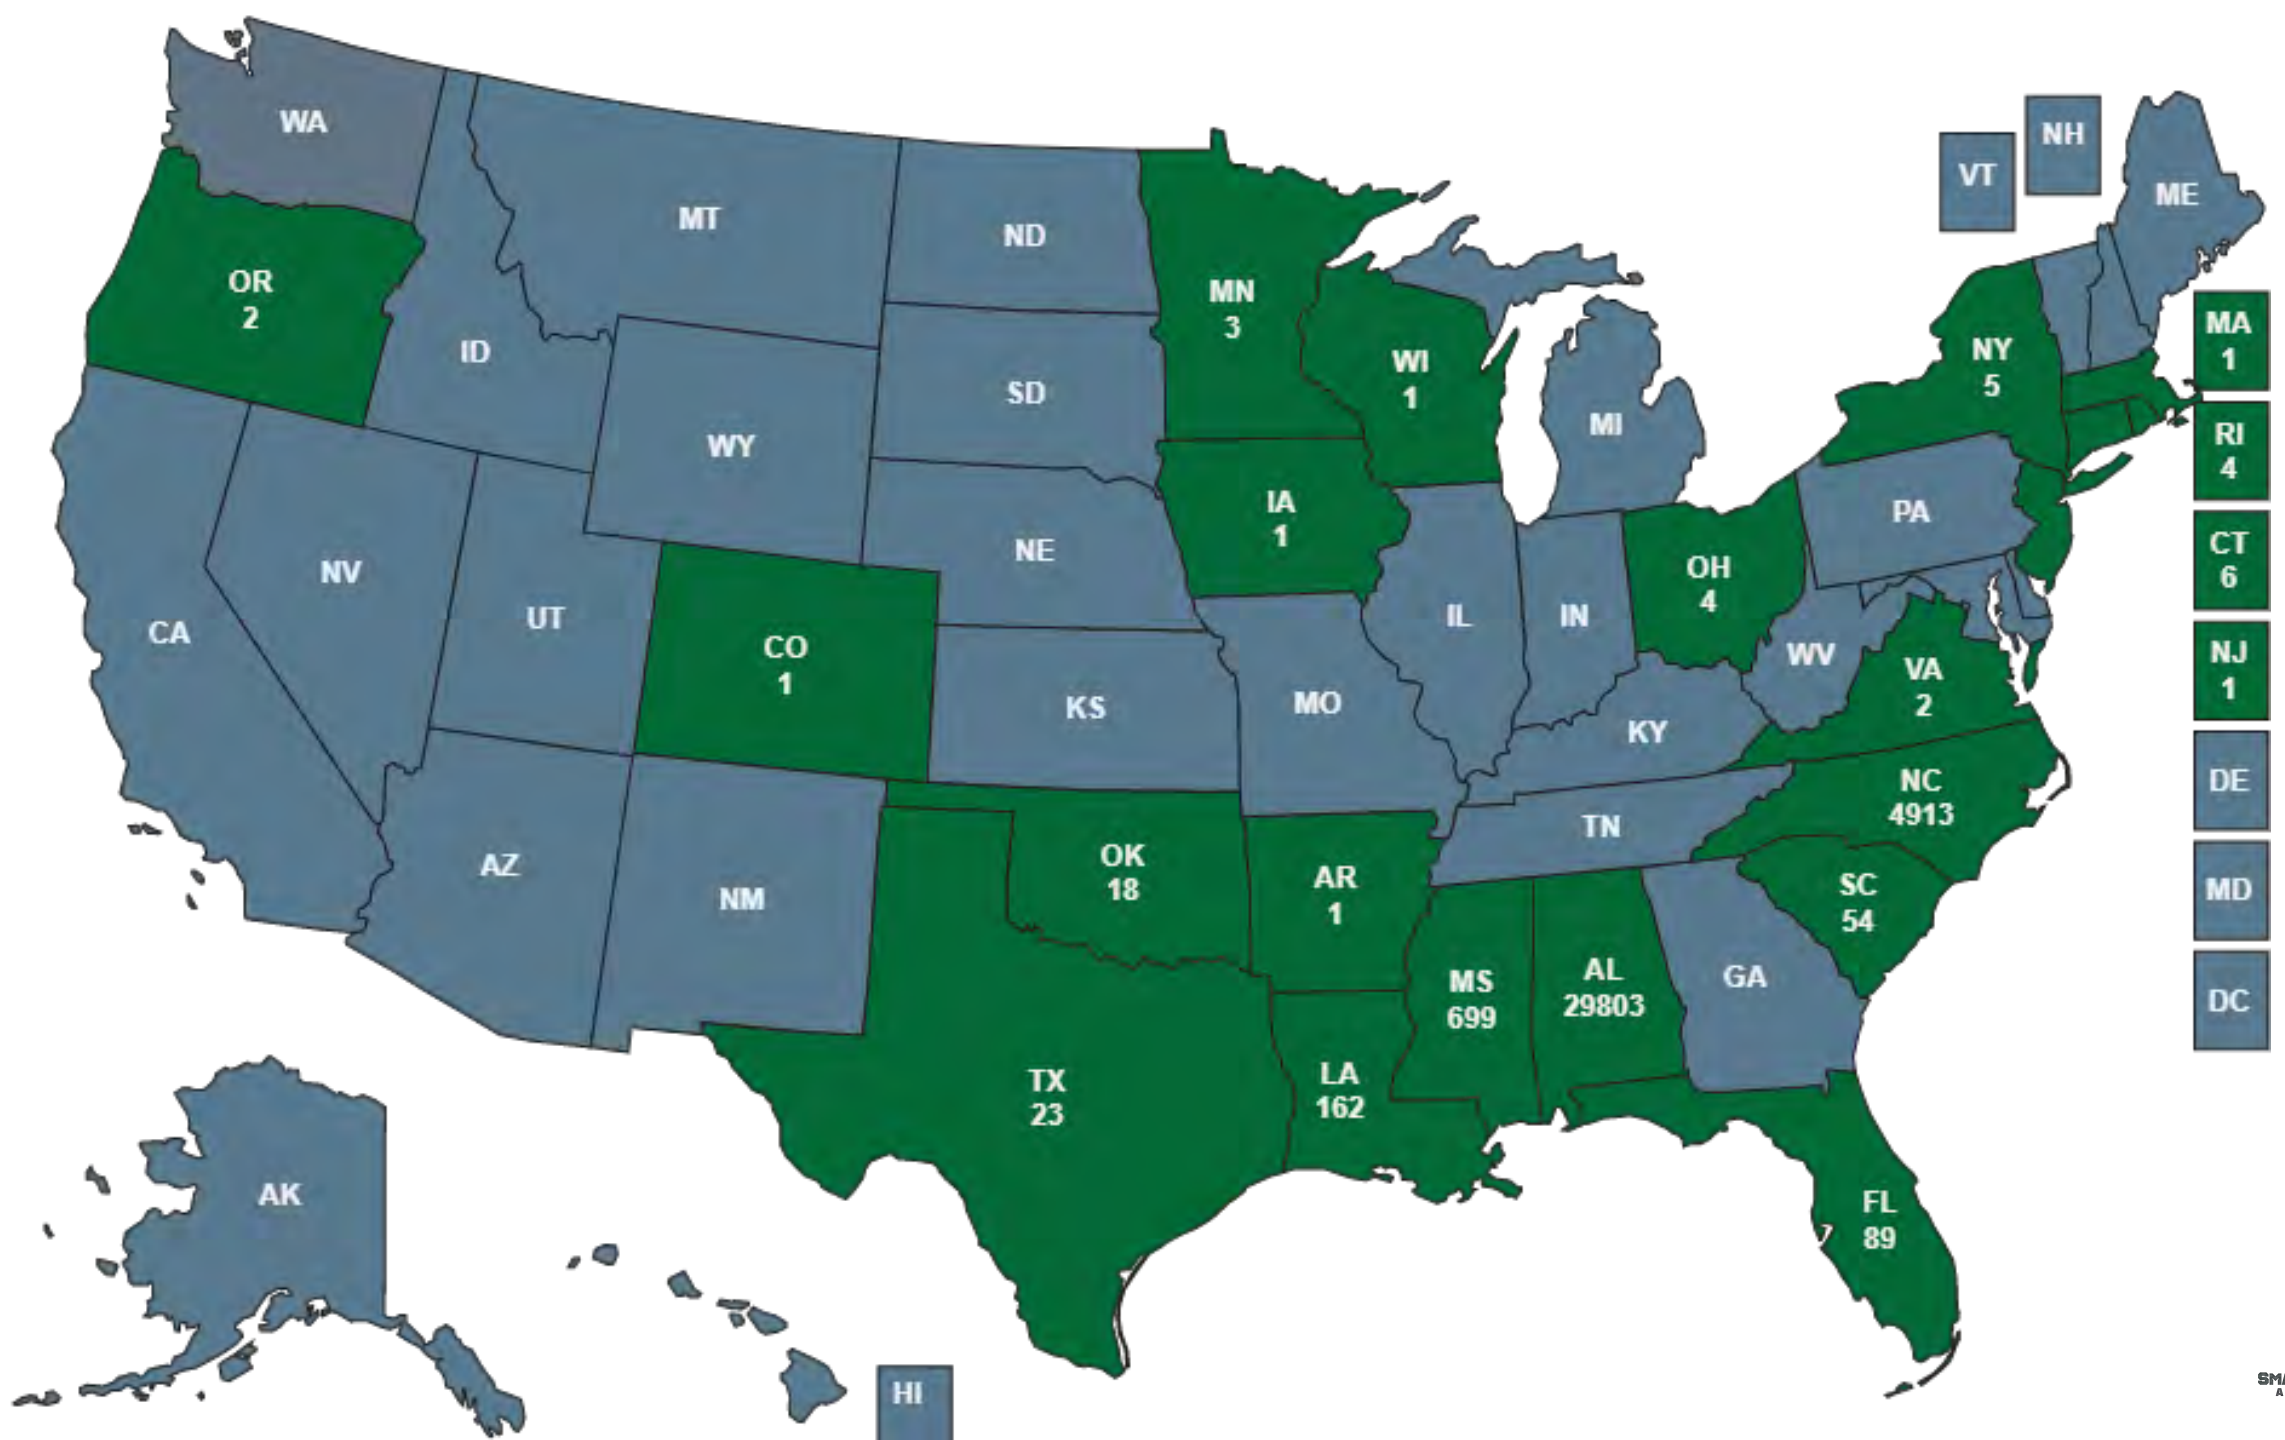 WA
MT
ND
OR
2
ID
MN
3
WI
1
SD
WY
MI
NY
5
VT
NH
ME
MA
1
RI
4
CT
6
NJ
1
DE
MD
DC
IA
1
NE
PA
OH
4
NV
UT
CA
CO
1
KS
MO
IL
IN
WV
VA
2
KY
NC
4913
TN
AZ
NM
OK
18
AR
1
SC
54
MS
699
AL
29803
GA
TX
23
LA
162
AK
FL
89
HI